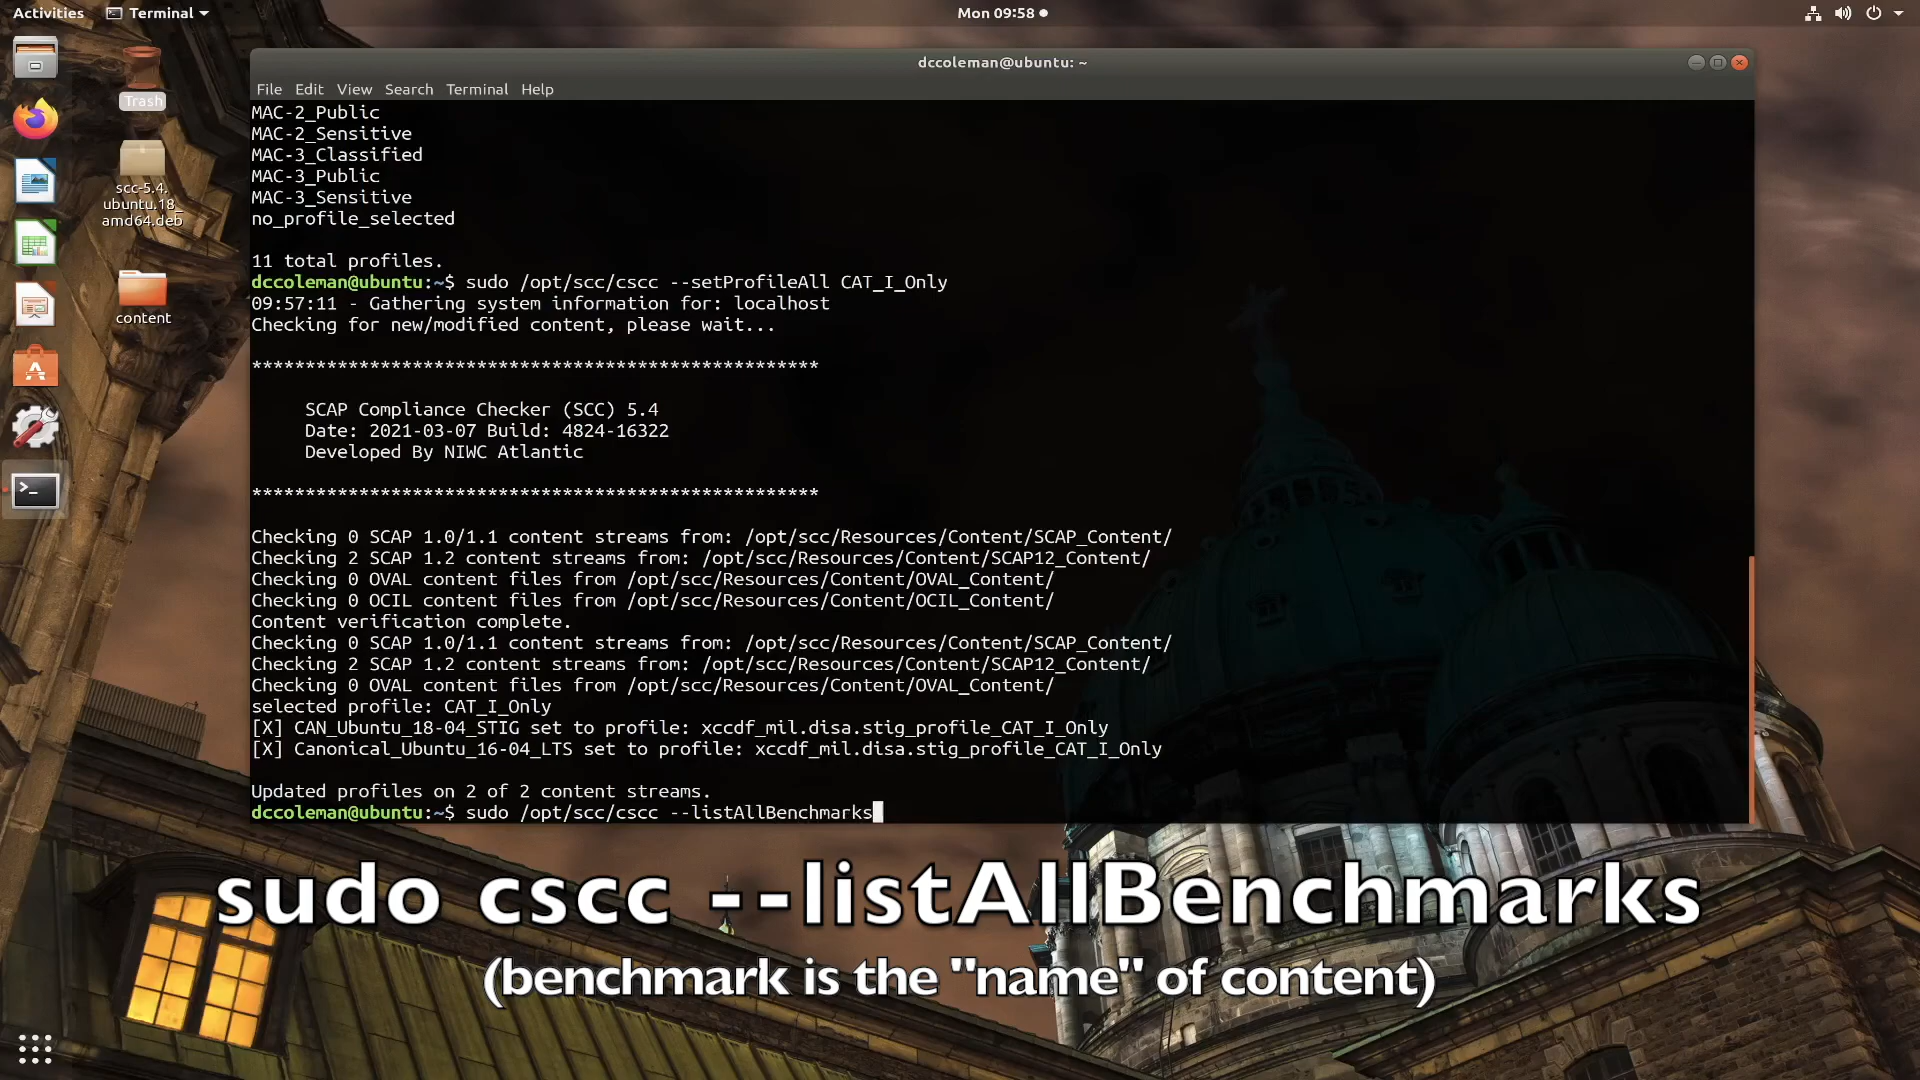 Activities
Terminal
Mon 09:58
dccoleman@ubuntu: ~
File Edit View Search Terminal Help
Trash
scc-5.4.
ubuntu.18_
amd64.deb
content
MAC-2_Public
MAC-2_Sensitive
MAC-3_Classified
MAC-3_Public
MAC-3_Sensitive
no_profile_selected
11 total profiles.
dccoleman@ubuntu:~$ sudo /opt/scc/cscc --setProfileAll CAT_I_Only
09:57:11 - Gathering system information for: localhost
Checking for new/modified content, please wait...
*****************************************************
SCAP Compliance Checker (SCC) 5.4
Date: 2021-03-07 Build: 4824-16322
Developed By NIWC Atlantic
*****************************************************
Checking 0 SCAP 1.0/1.1 content streams from: /opt/scc/Resources/Content/SCAP_Content/
Checking 2 SCAP 1.2 content streams from: /opt/scc/Resources/Content/SCAP12_Content/
Checking 0 OVAL content files from /opt/scc/Resources/Content/OVAL_Content/
Checking 0 OCIL content files from /opt/scc/Resources/Content/OCIL_Content/
Content verification complete.
Checking 0 SCAP 1.0/1.1 content streams from: /opt/scc/Resources/Content/SCAP_Content/
Checking 2 SCAP 1.2 content streams from: /opt/scc/Resources/Content/SCAP12_Content/
Checking 0 OVAL content files from /opt/scc/Resources/Content/OVAL_Content/
selected profile: CAT_I_Only
[X] CAN_Ubuntu_18-04_STIG set to profile: xccdf_mil.disa.stig_profile_CAT_I_Only
[X] Canonical_Ubuntu_16-04_LTS set to profile: xccdf_mil.disa.stig_profile_CAT_I_Only
Updated profiles on 2 of 2 content streams.
dccoleman@ubuntu:~$ sudo /opt/scc/cscc --listAllBenchmarks
sudo cscc --listAllBenchmarks
(benchmark is the "name" of content)